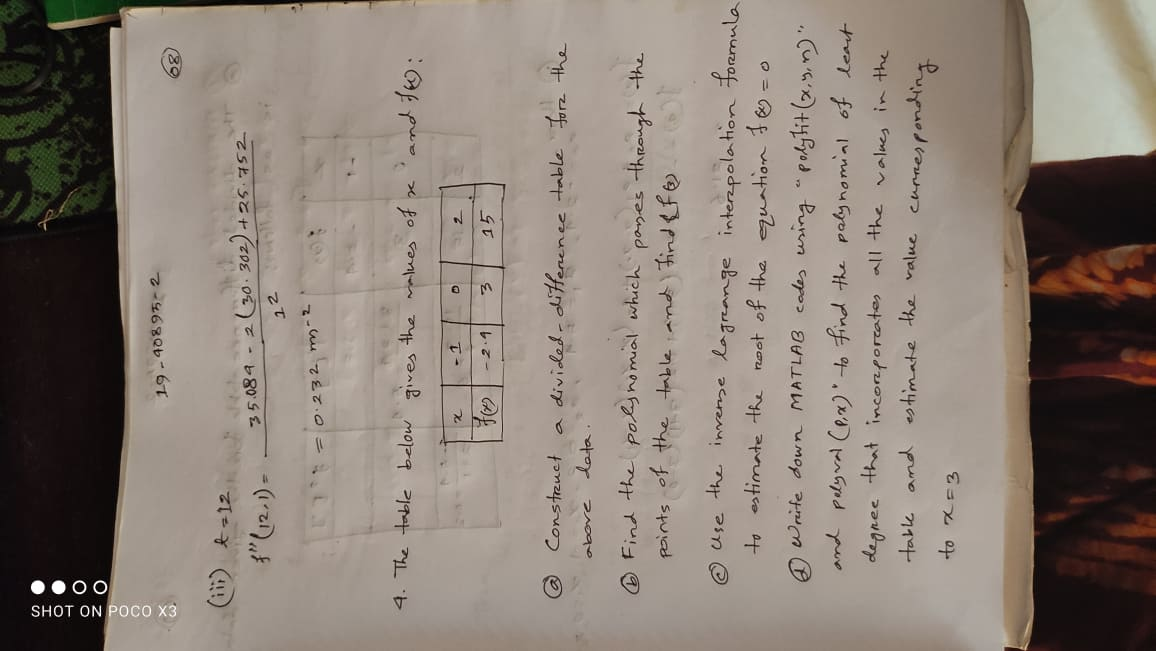 19-40893-2
08
(iii) t=12
f"(12,1) = 35.089 - 2(30.302) + 25.752
12
= 0.232 ms-2
4. The table below gives the values of 'x' and f(x):
x -1 0 2
f(x) -2.9 3 15
(a) Construct a divided-difference table for the
above data.
(b) Find the polynomial which passes through the
points of the table and find f(x)
(c) Use the inverse lagrange interpolation formula
to estimate the root of the equation f(x) = 0
(d) Write down MATLAB codes using "polyfit(x,y,n)"
and polyval (p,x)" to find the polynomial of least
degree that incorporates all the values in the
table and estimate the value corresponding
to x=3
SHOT ON POCO X3